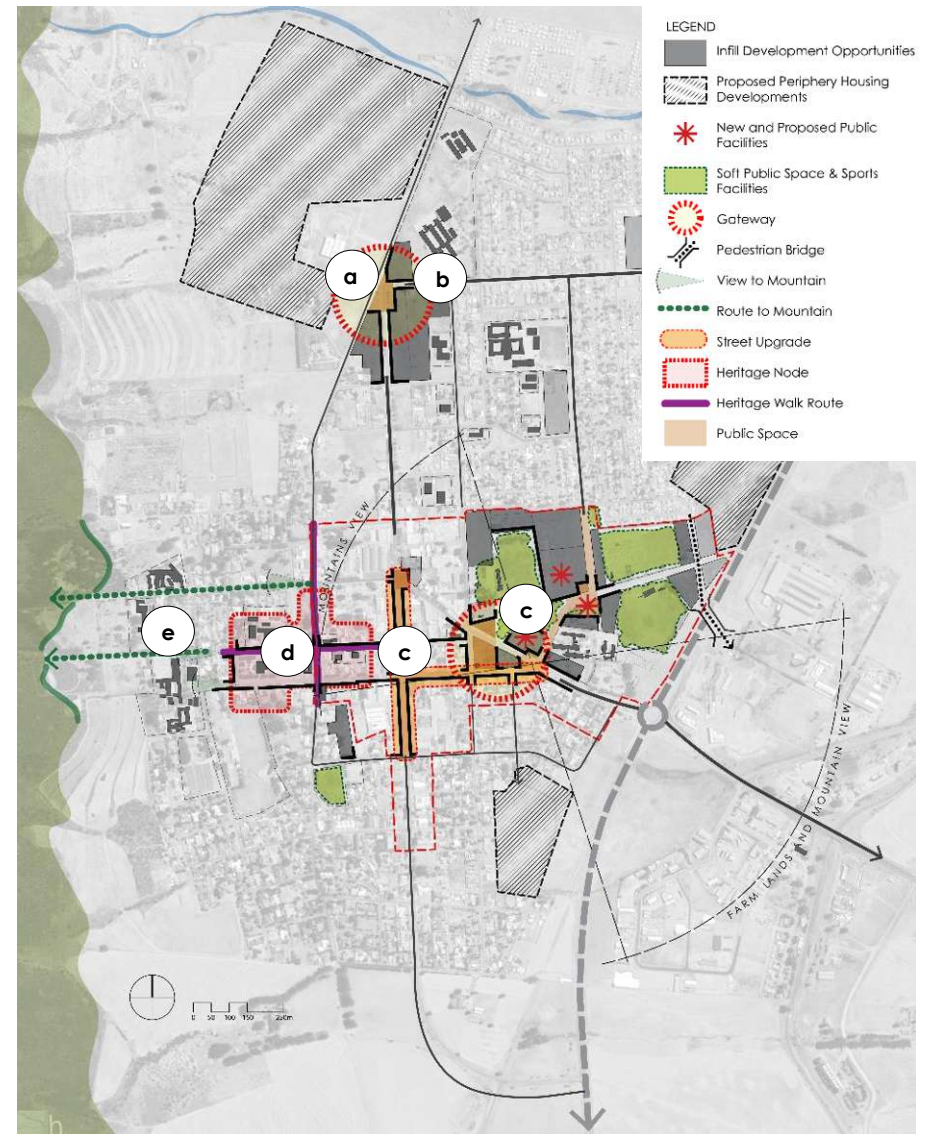 LEGEND
Infill Development Opportunities
Proposed Periphery Housing
Developments
New and Proposed Public
Facilities
Soft Public Space & Sports
Facilities
Gateway
Pedestrian Bridge
View to Mountain
Route to Mountain
Street Upgrade
Heritage Node
Heritage Walk Route
Public Space
a
b
MOUNTAINS VIEW
c
e
d
c
FARM LANDS AND MOUNTAIN VIEW
0 50 100 150 250m
h